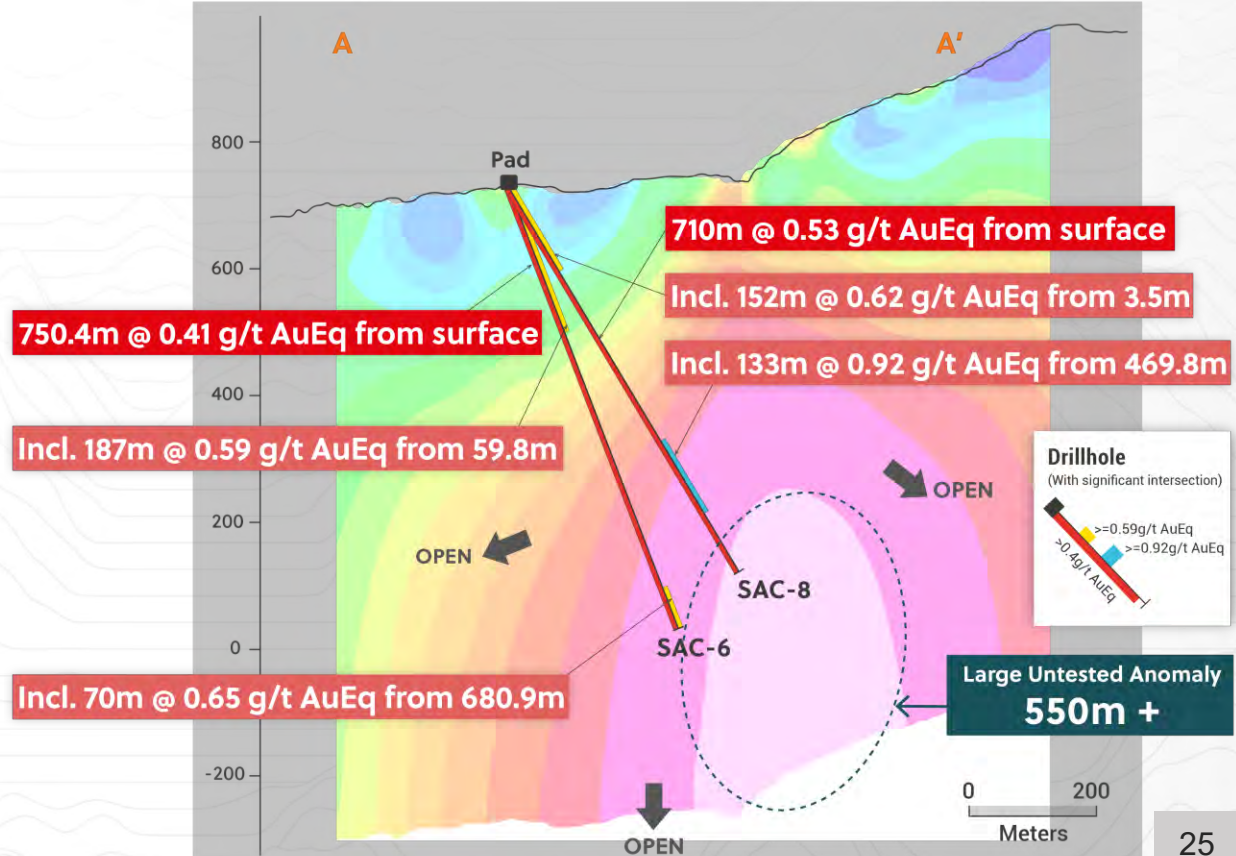 A
A'
800
600
400
200
0
-200
Pad
710m @ 0.53 g/t AuEq from surface
Incl. 152m @ 0.62 g/t AuEq from 3.5m
750.4m @ 0.41 g/t AuEq from surface
Incl. 133m @ 0.92 g/t AuEq from 469.8m
Incl. 187m @ 0.59 g/t AuEq from 59.8m
Drillhole
(With significant intersection)
>=0.59g/t AuEq
>=0.92g/t AuEq
>0.4g/t AuEq
OPEN
OPEN
SAC-8
SAC-6
Incl. 70m @ 0.65 g/t AuEq from 680.9m
Large Untested Anomaly
550m +
0 200
Meters
OPEN
25